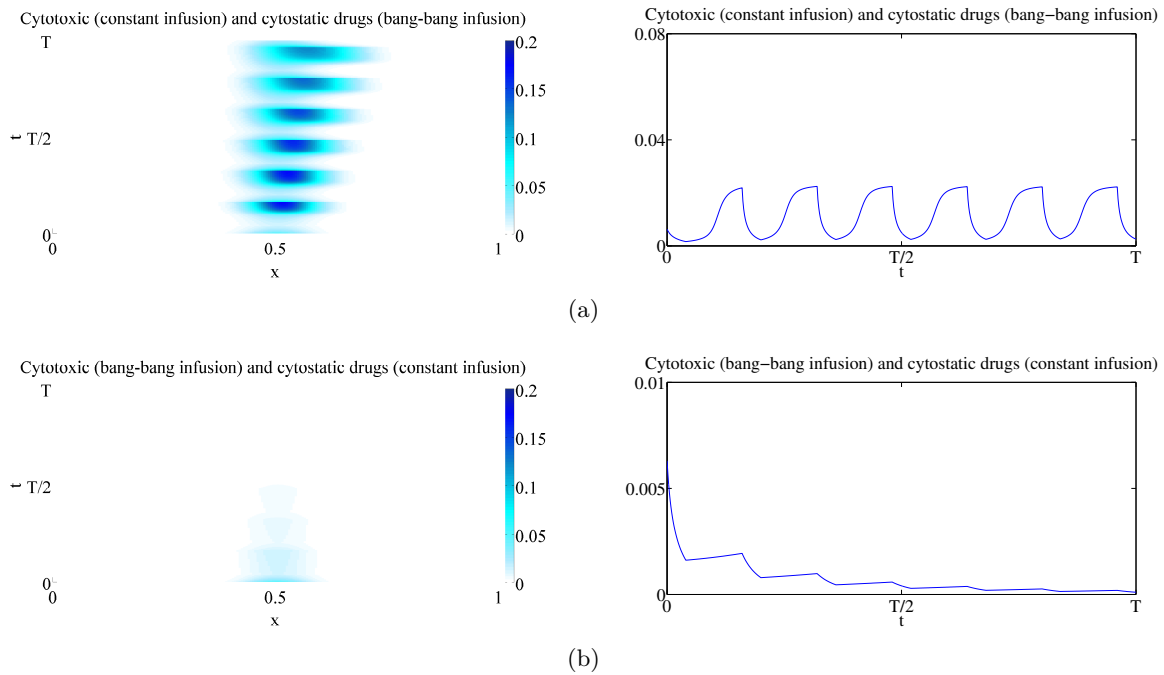 Cytotoxic (constant infusion) and cytostatic drugs (bang-bang infusion)
T
T/2
t
0
0
0.5
1
x
0.2
0.15
0.1
0.05
0
Cytotoxic (constant infusion) and cytostatic drugs (bang−bang infusion)
0.08
0.04
0
0
T/2
T
t
(a)
Cytotoxic (bang-bang infusion) and cytostatic drugs (constant infusion)
T
T/2
t
0
0
0.5
1
x
0.2
0.15
0.1
0.05
0
Cytotoxic (bang−bang infusion) and cytostatic drugs (constant infusion)
0.01
0.005
0
0
T/2
T
t
(b)